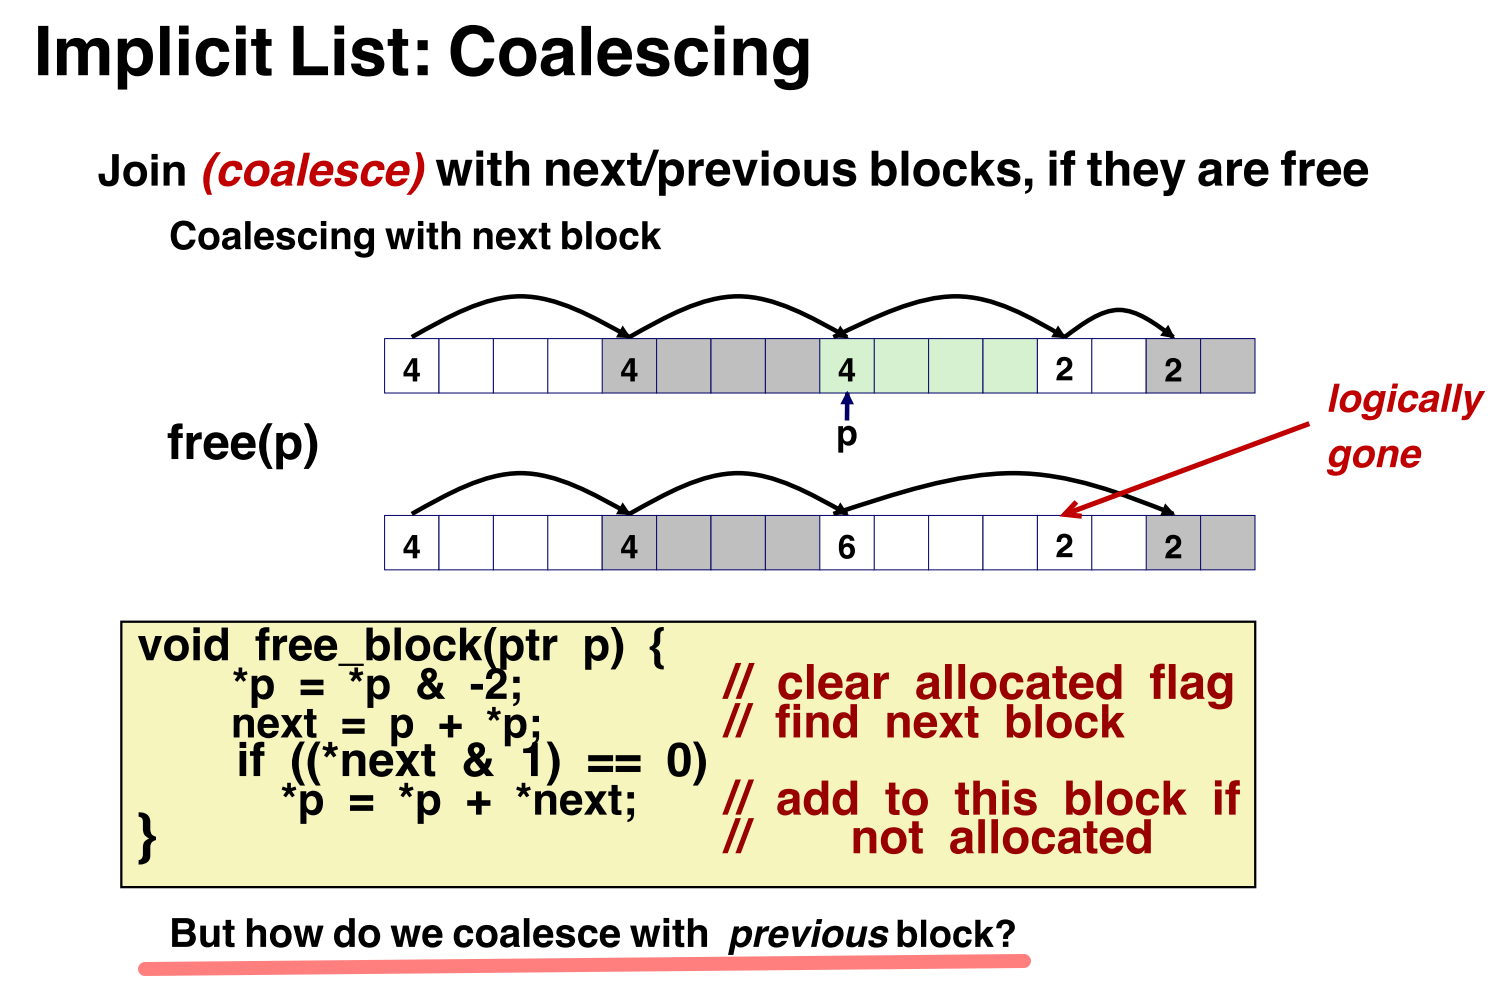 Implicit List: Coalescing
Join (coalesce) with next/previous blocks, if they are free
Coalescing with next block
4 4 4 2 2
p
logically
gone
free(p)
4 4 6 2 2
void free_block(ptr p) {
*p = *p & -2; // clear allocated flag
next = p + *p; // find next block
if ((*next & 1) == 0)
*p = *p + *next; // add to this block if
} // not allocated
But how do we coalesce with previous block?